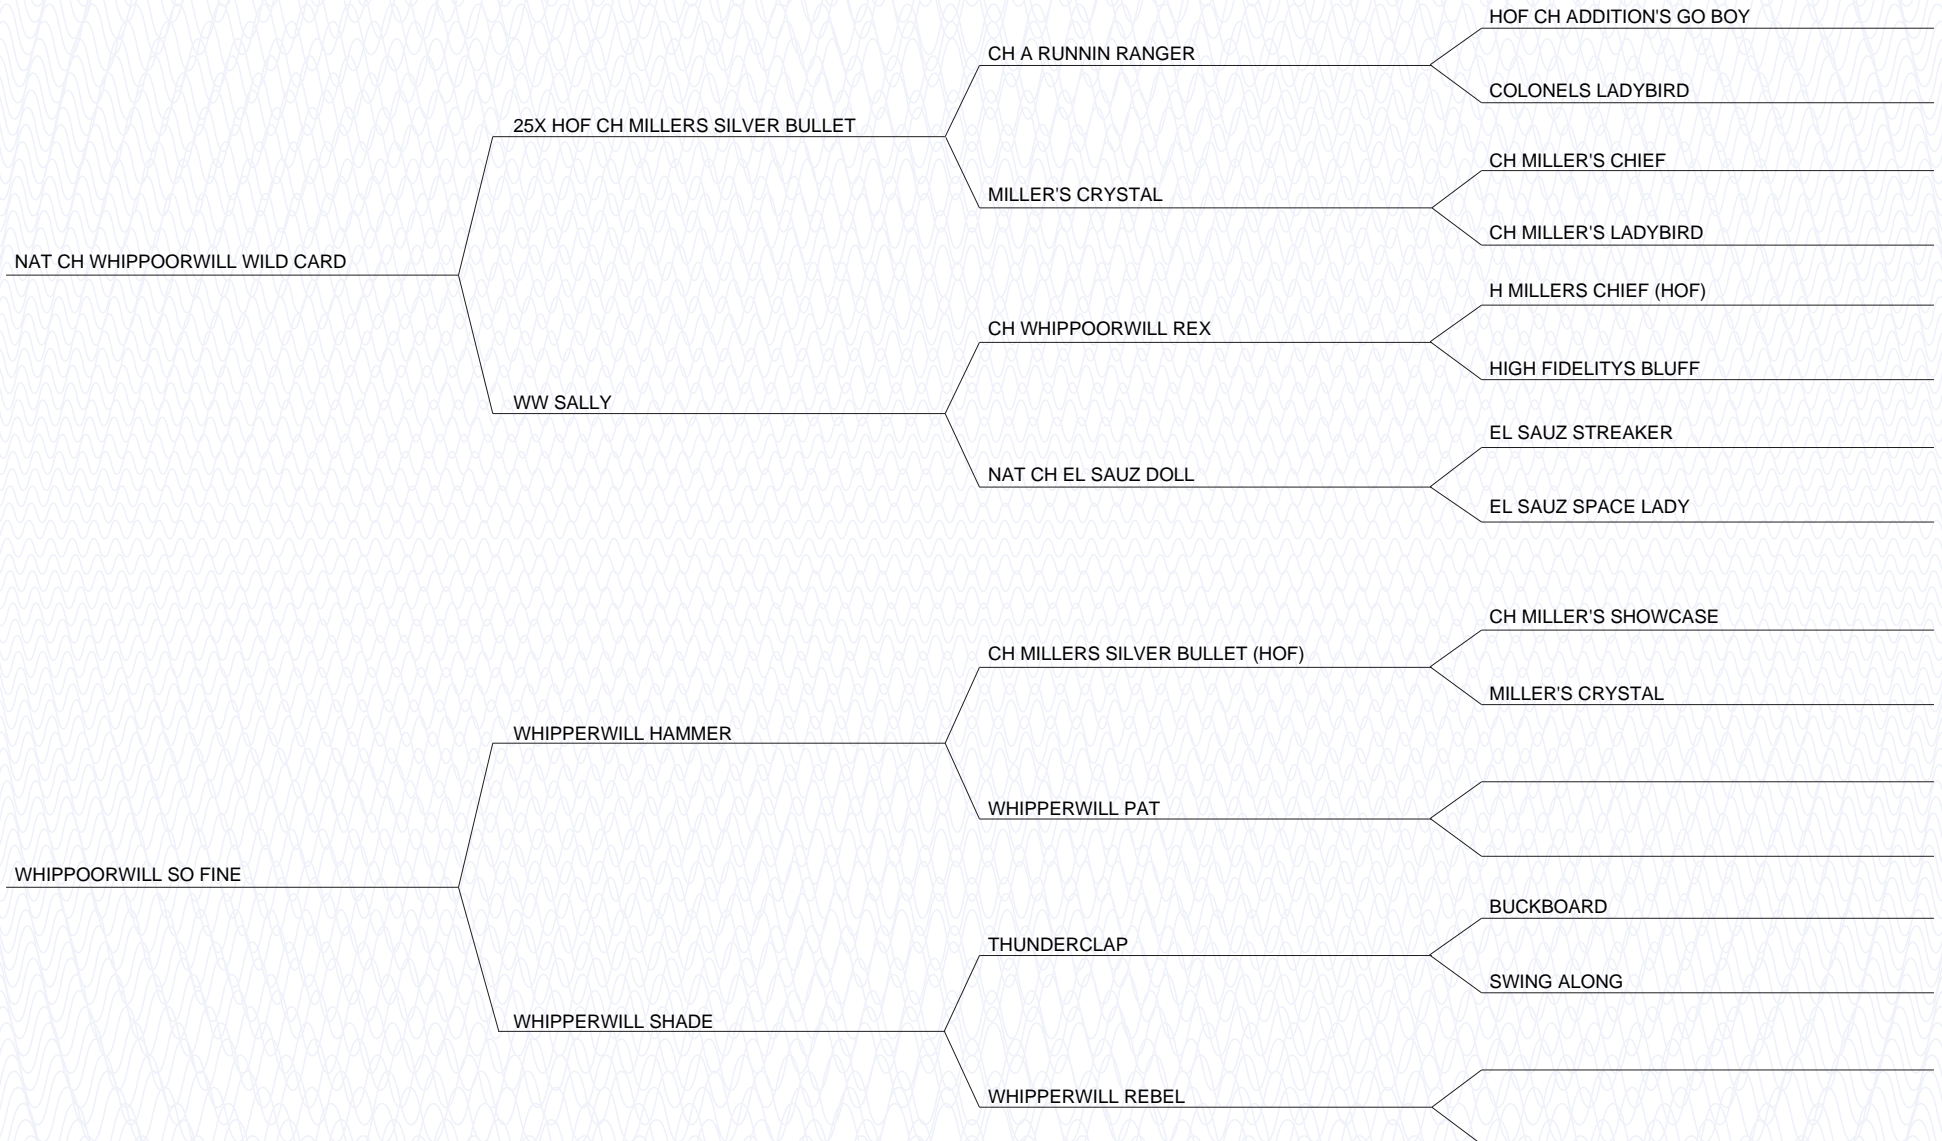 HOF CH ADDITION'S GO BOY
CH A RUNNIN RANGER
COLONELS LADYBIRD
25X HOF CH MILLERS SILVER BULLET
CH MILLER'S CHIEF
MILLER'S CRYSTAL
CH MILLER'S LADYBIRD
NAT CH WHIPPOORWILL WILD CARD
H MILLERS CHIEF (HOF)
CH WHIPPOORWILL REX
HIGH FIDELITYS BLUFF
WW SALLY
EL SAUZ STREAKER
NAT CH EL SAUZ DOLL
EL SAUZ SPACE LADY
CH MILLER'S SHOWCASE
CH MILLERS SILVER BULLET (HOF)
MILLER'S CRYSTAL
WHIPPERWILL HAMMER
WHIPPERWILL PAT
WHIPPOORWILL SO FINE
BUCKBOARD
THUNDERCLAP
SWING ALONG
WHIPPERWILL SHADE
WHIPPERWILL REBEL